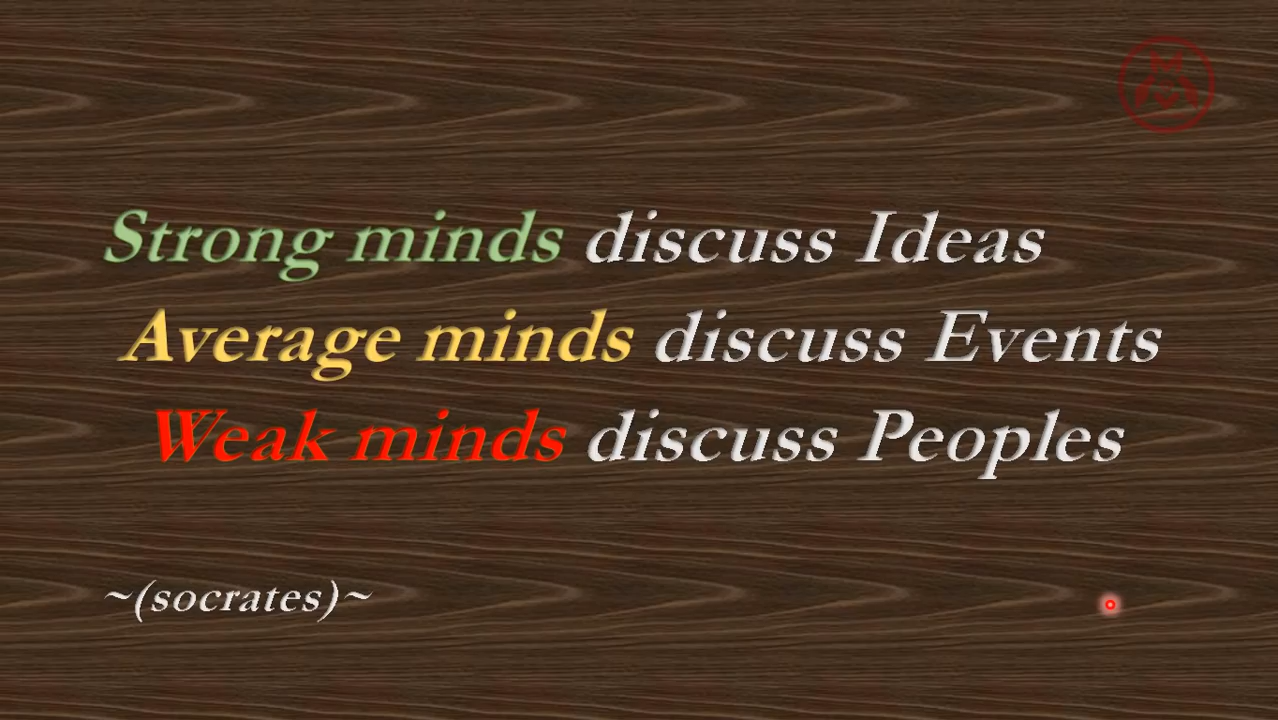 Strong minds discuss Ideas
Average minds discuss Events
Weak minds discuss Peoples
~(socrates)~